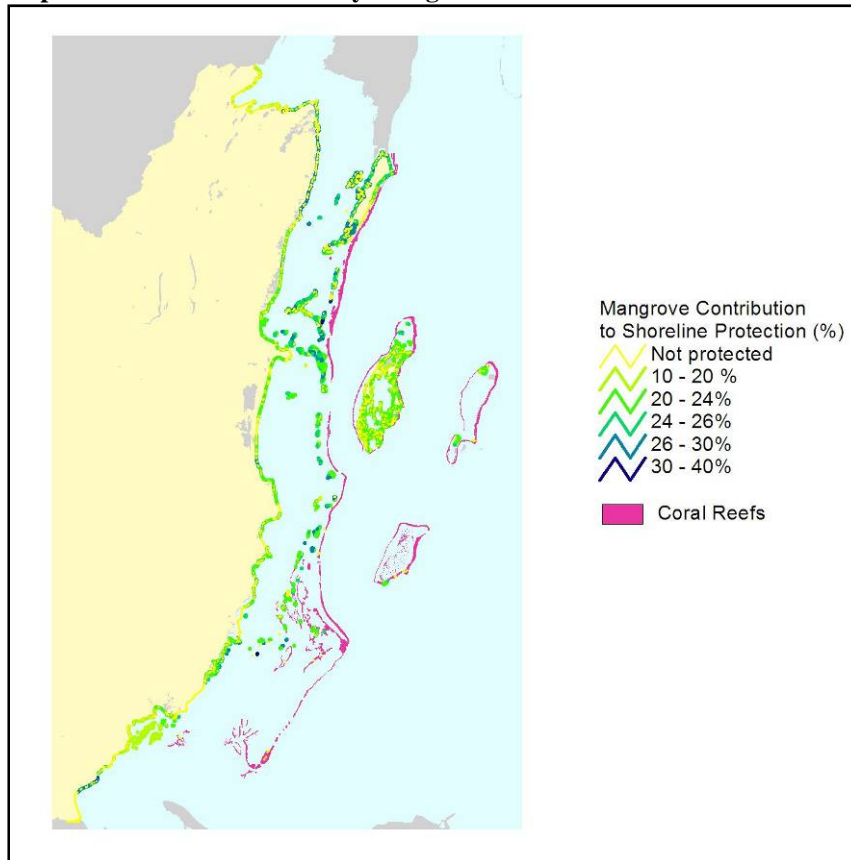 Mangrove Contribution
to Shoreline Protection (%)
Not protected
10 - 20 %
20 - 24%
24 - 26%
26 - 30%
30 - 40%
Coral Reefs